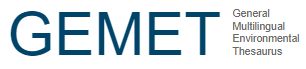 GEMET
General
Multilingual
Environmental
Thesaurus